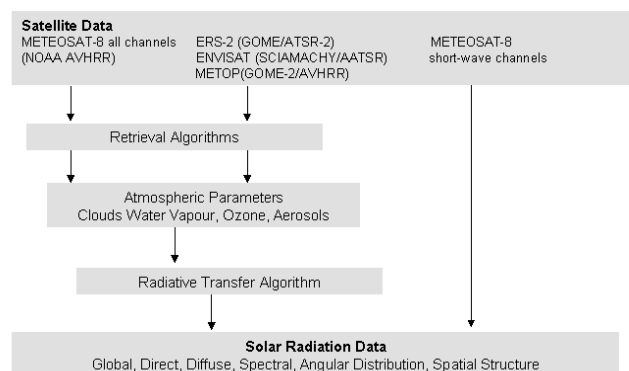 Satellite Data
METEOSAT-8 all channels
(NOAA AVHRR)
ERS-2 (GOME/ATSR-2)
ENVISAT (SCIAMACHY/AATSR)
METOP(GOME-2/AVHRR)
METEOSAT-8
short-wave channels
Retrieval Algorithms
Atmospheric Parameters
Clouds Water Vapour, Ozone, Aerosols
Radiative Transfer Algorithm
Solar Radiation Data
Global, Direct, Diffuse, Spectral, Angular Distribution, Spatial Structure